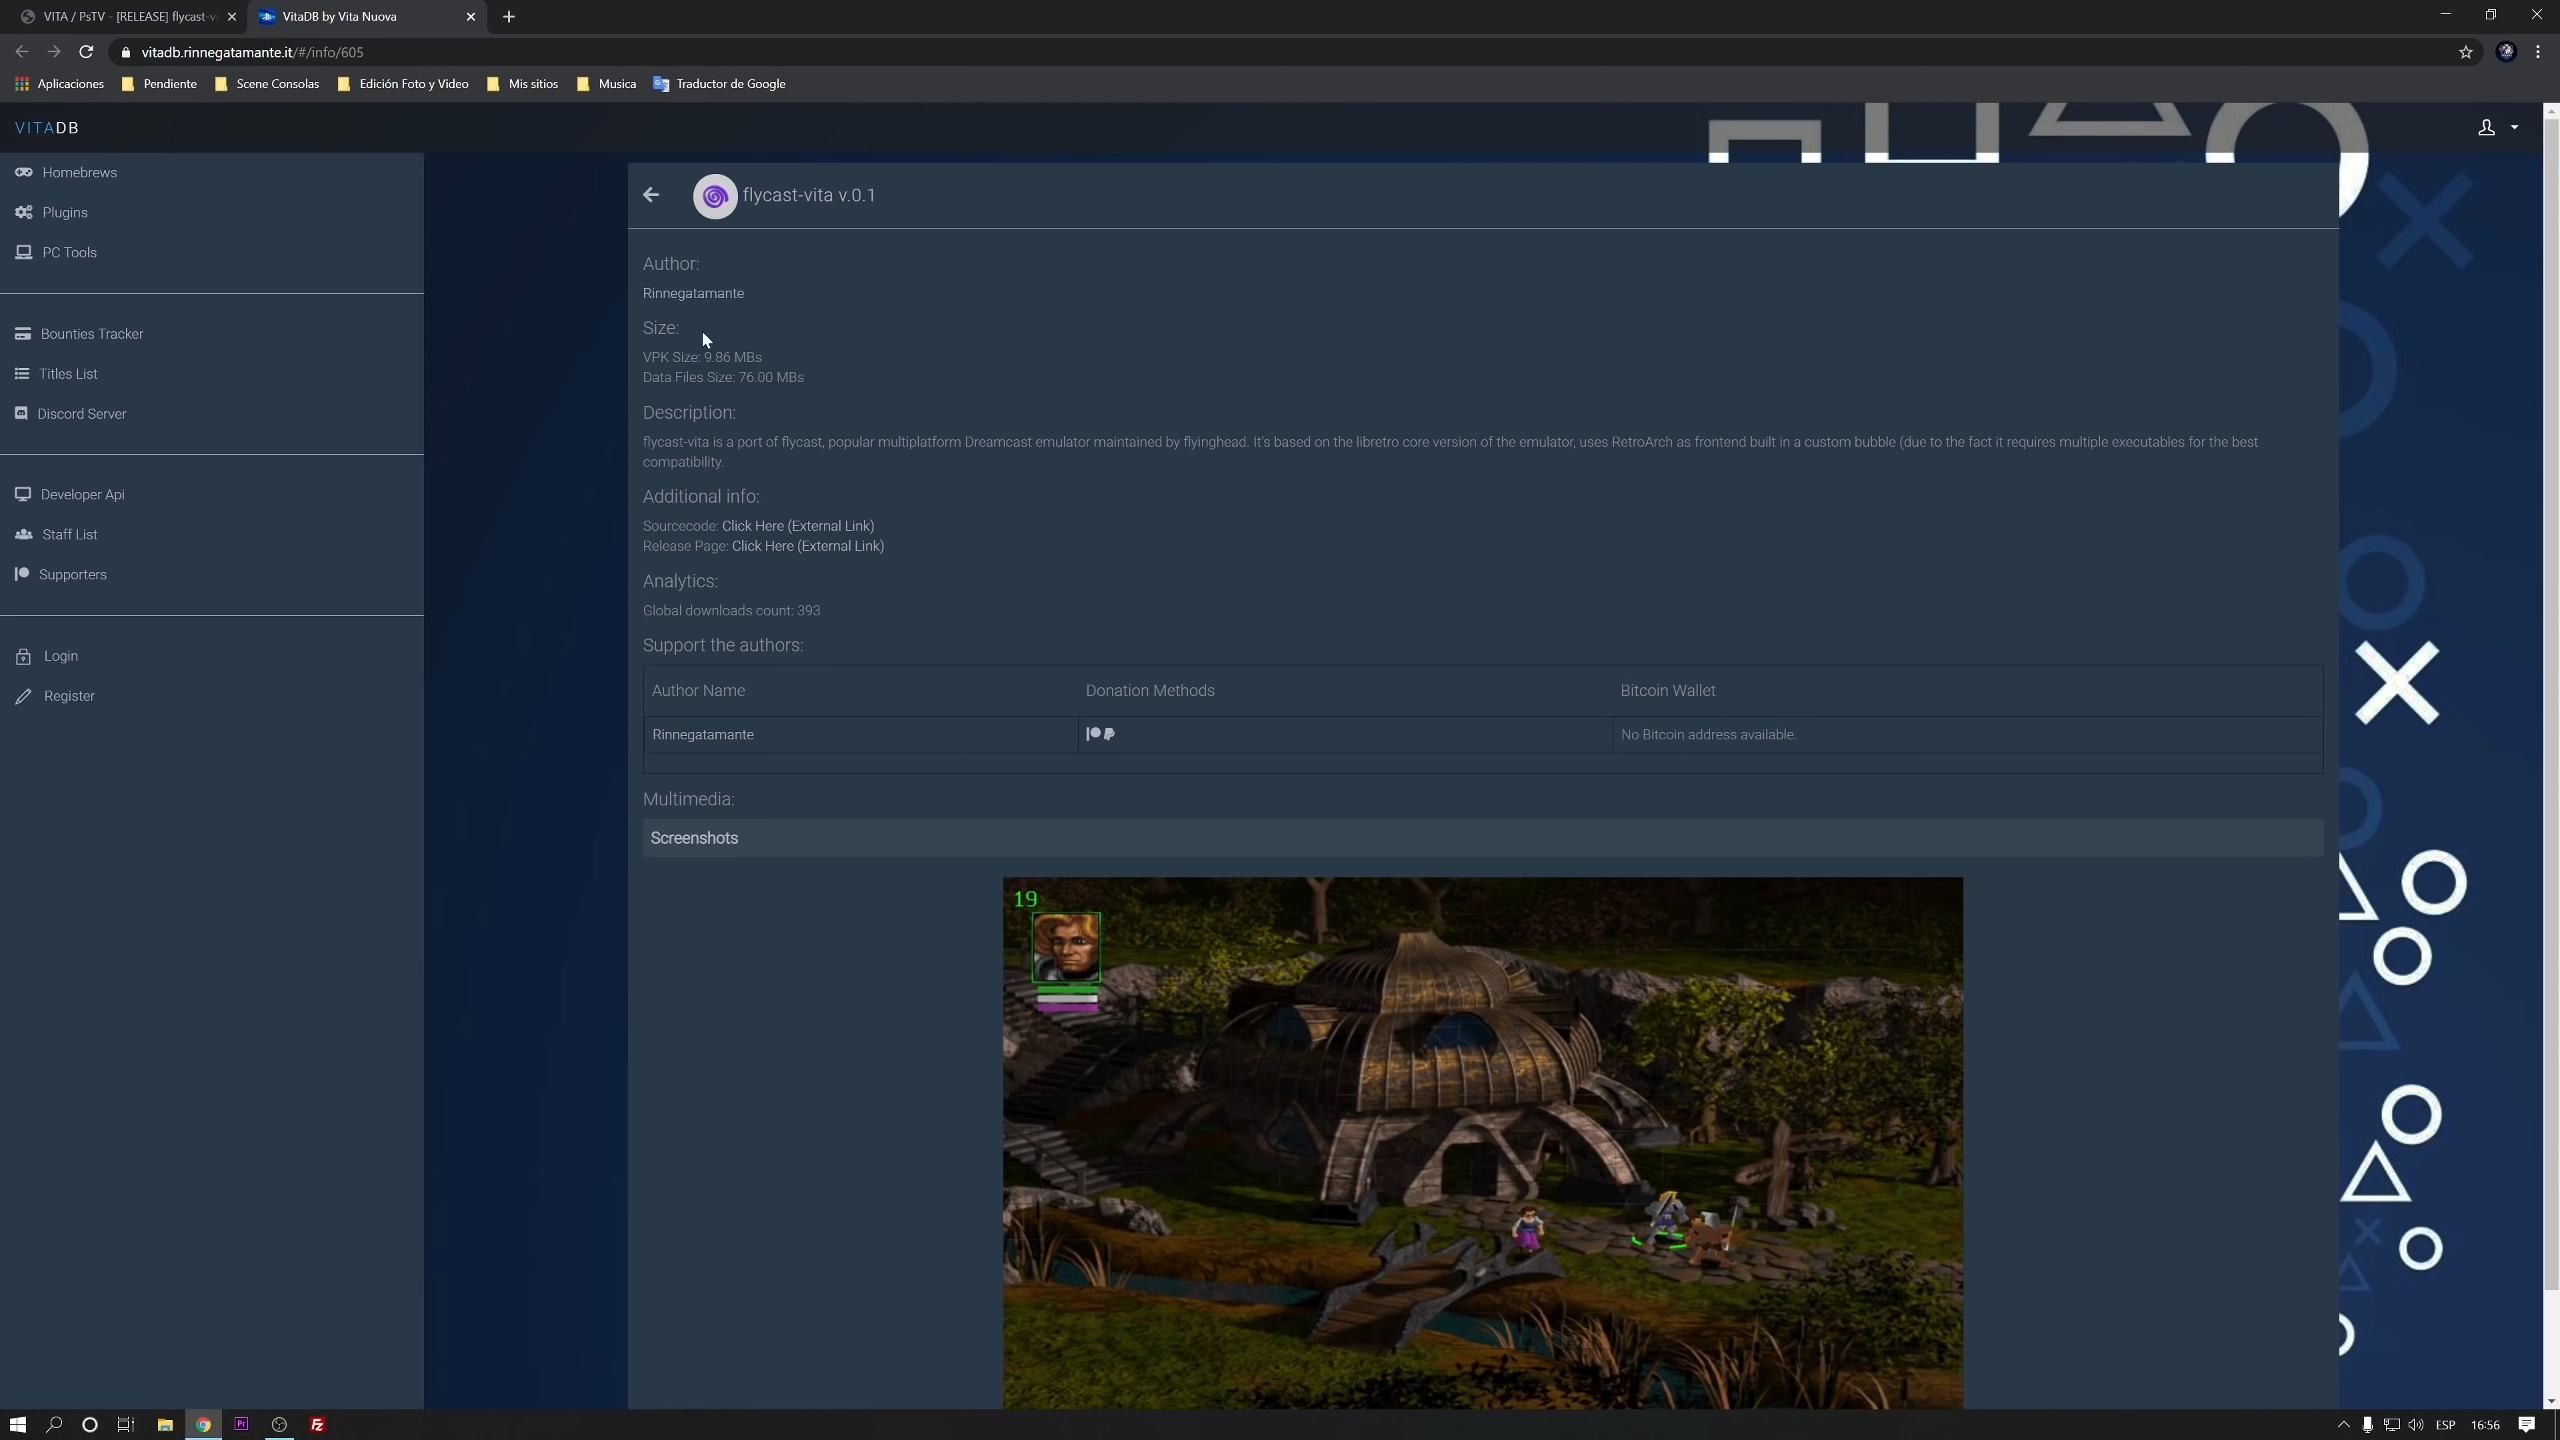 VITA / PsTV - [RELEASE] flycast-vi
VitaDB by Vita Nuova
vitadb.rinnegatamante.it/#/info/605
Aplicaciones
Pendiente
Scene Consolas
Edición Foto y Video
Mis sitios
Musica
Traductor de Google
VITADB
Homebrews
Plugins
PC Tools
Bounties Tracker
Titles List
Discord Server
Developer Api
Staff List
Supporters
Login
Register
flycast-vita v.0.1
Author:
Rinnegatamante
Size:
VPK Size: 9.86 MBs
Data Files Size: 76.00 MBs
Description:
flycast-vita is a port of flycast, popular multiplatform Dreamcast emulator maintained by flyinghead. It's based on the libretro core version of the emulator, uses RetroArch as frontend built in a custom bubble (due to the fact it requires multiple executables for the best
compatibility.
Additional info:
Sourcecode: Click Here (External Link)
Release Page: Click Here (External Link)
Analytics:
Global downloads count: 393
Support the authors:
Author Name Donation Methods Bitcoin Wallet
Rinnegatamante No Bitcoin address available.
Multimedia:
Screenshots
19
Pr
Fz
ESP
16:56